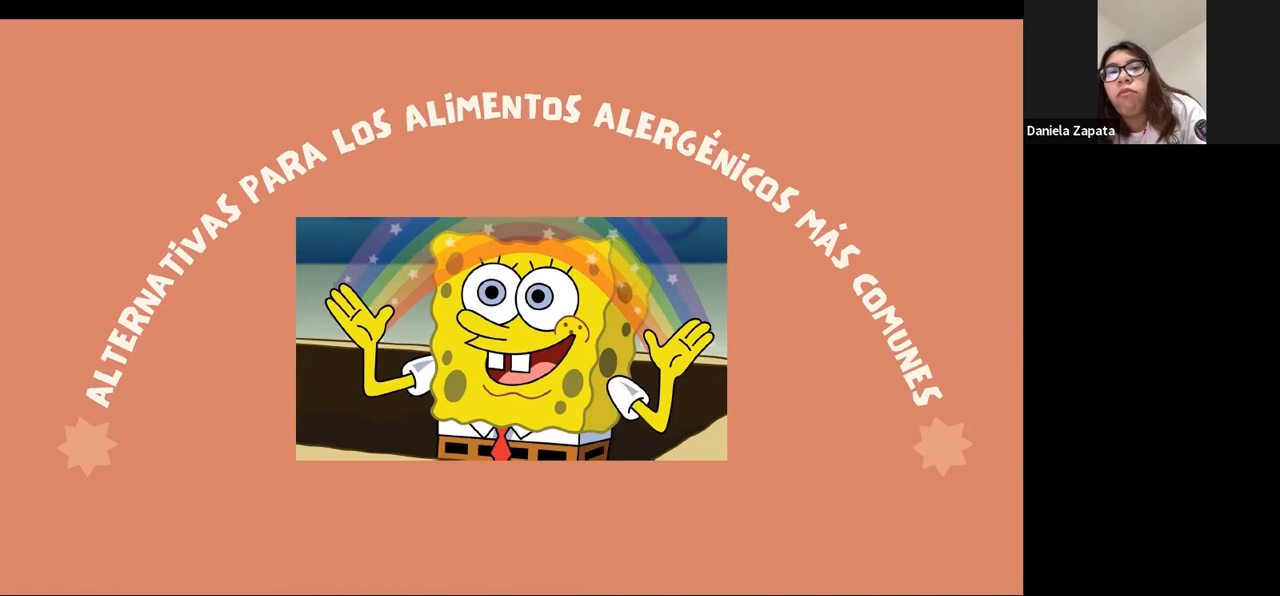 ALTERNATIVAS PARA LOS ALIMENTOS ALERGÉNICOS MÁS COMUNES
Daniela Zapata